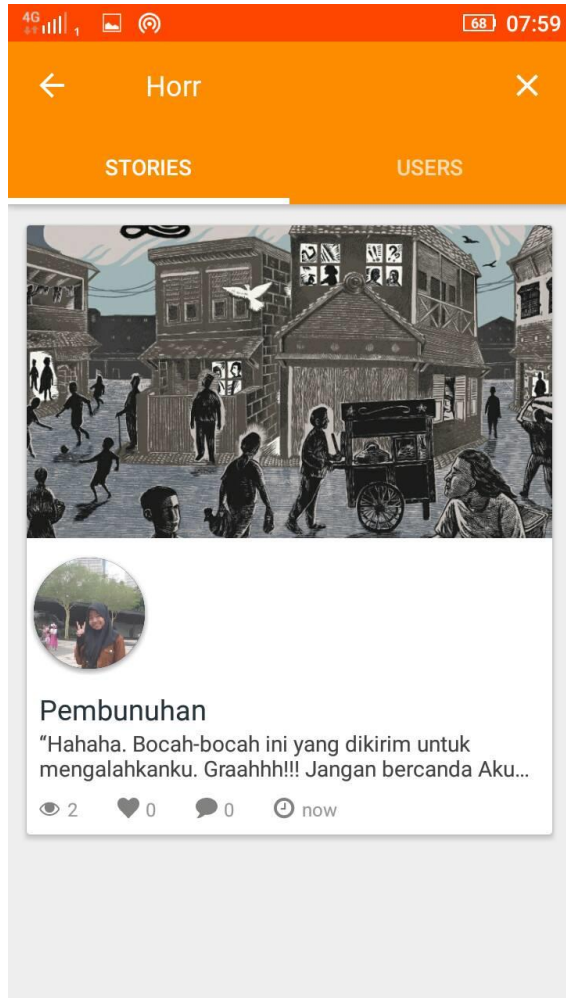 4G
1
68
07:59
Horr
STORIES
USERS
Pembunuhan
“Hahaha. Bocah-bocah ini yang dikirim untuk
mengalahkanku. Graahhh!!! Jangan bercanda Aku...
2
0
0
now